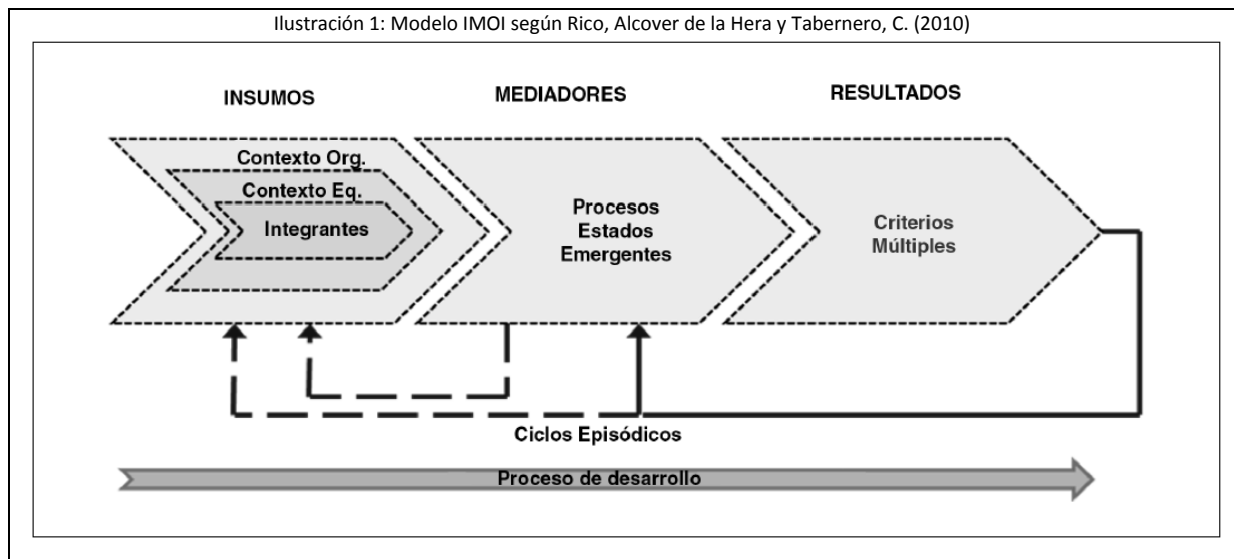 Ilustración 1: Modelo IMOI según Rico, Alcover de la Hera y Tabernero, C. (2010)
INSUMOS
MEDIADORES
RESULTADOS
Contexto Org.
Contexto Eq.
Integrantes
Procesos
Estados
Emergentes
Criterios
Múltiples
Ciclos Episódicos
Proceso de desarrollo